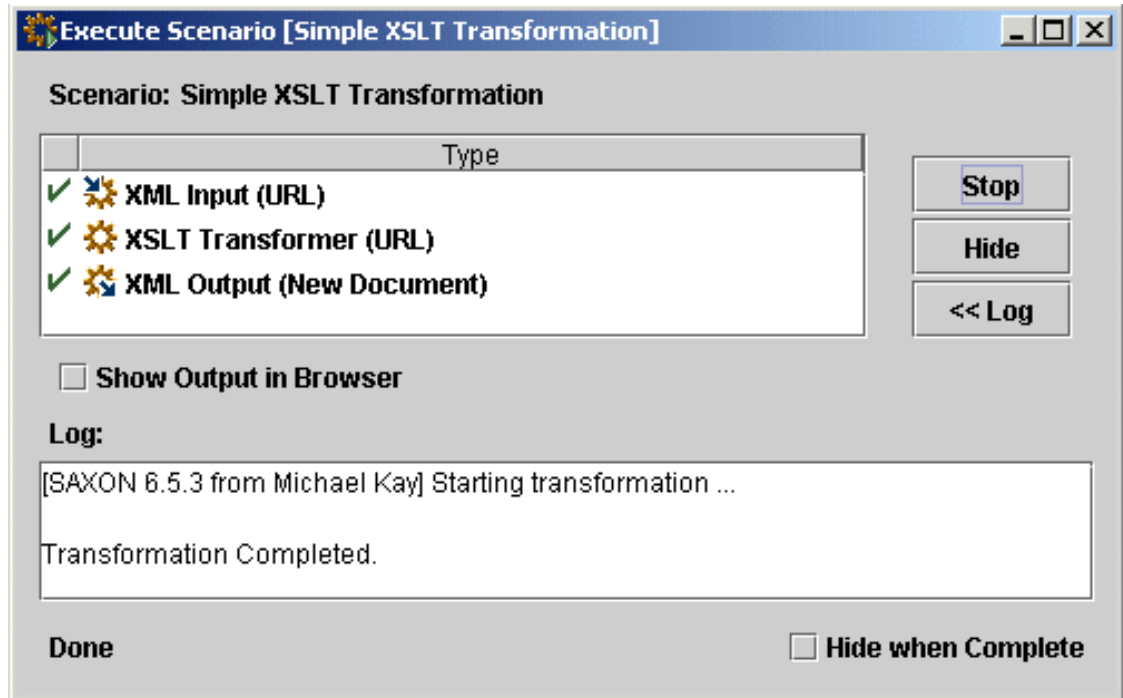 Execute Scenario [Simple XSLT Transformation]
Scenario: Simple XSLT Transformation
Type
XML Input (URL)
XSLT Transformer (URL)
XML Output (New Document)
Stop
Hide
<< Log
Show Output in Browser
Log:
[SAXON 6.5.3 from Michael Kay] Starting transformation ...
Transformation Completed.
Done
Hide when Complete